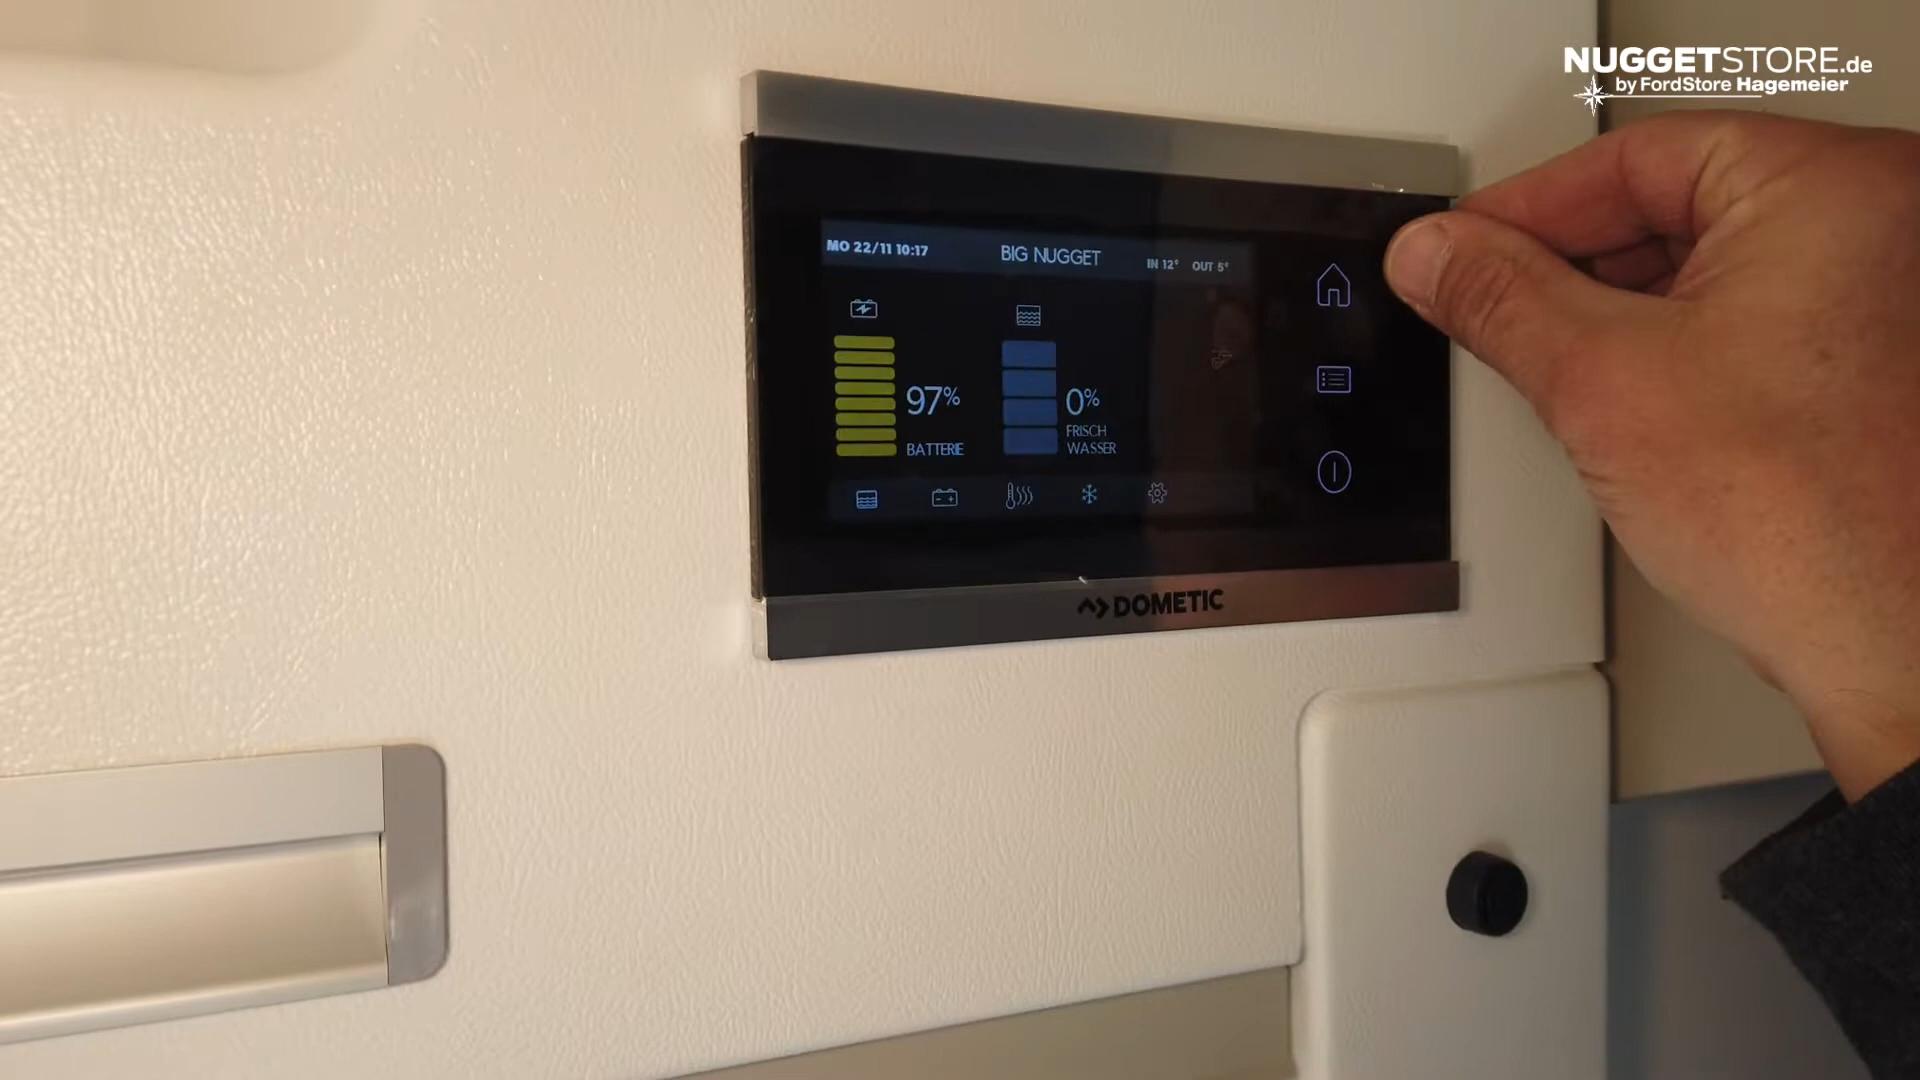 NUGGETSTORE.de
by FordStore Hagemeier
MO 22/11 10:17
BIG NUGGET
IN 12° OUT 5°
97%
BATTERIE
0%
FRISCH
WASSER
DOMETIC